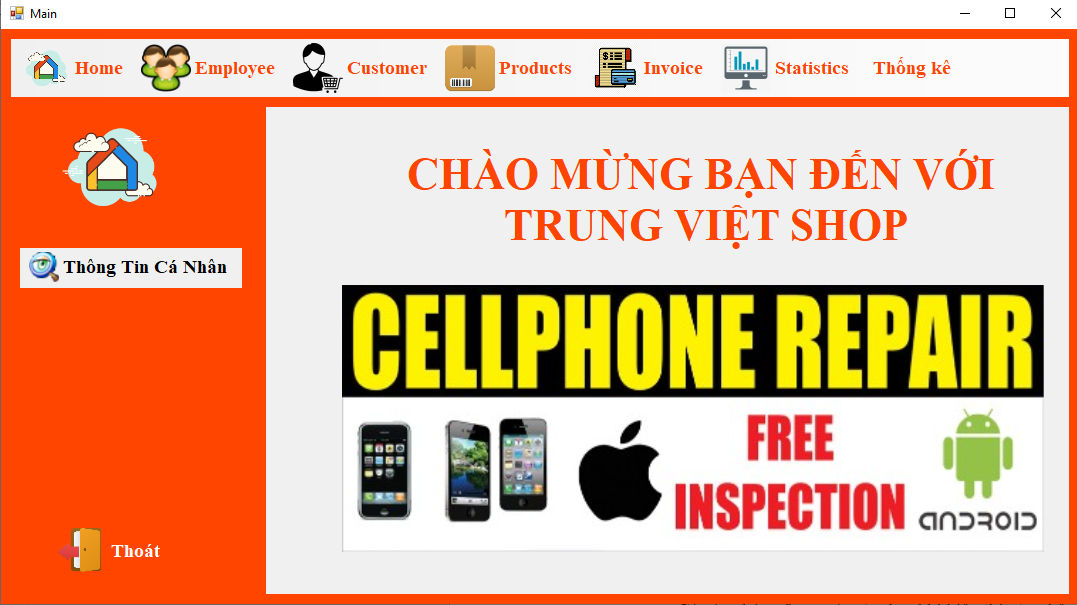 Main
Home Employee Customer Products Invoice Statistics Thống kê
CHÀO MỪNG BẠN ĐẾN VỚI
TRUNG VIỆT SHOP
Thông Tin Cá Nhân
CELLPHONE REPAIR
FREE
INSPECTION
ANDROID
Thoát